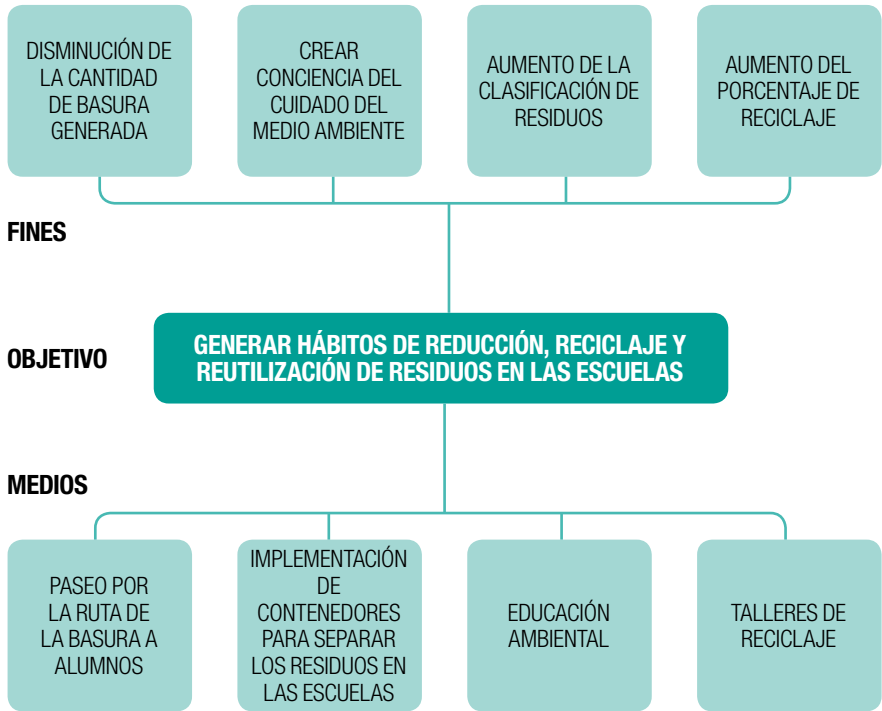 DISMINUCIÓN DE
LA CANTIDAD
DE BASURA
GENERADA
CREAR
CONCIENCIA DEL
CUIDADO DEL
MEDIO AMBIENTE
AUMENTO DE LA
CLASIFICACIÓN DE
RESIDUOS
AUMENTO DEL
PORCENTAJE DE
RECICLAJE
FINES
OBJETIVO
GENERAR HÁBITOS DE REDUCCIÓN, RECICLAJE Y
REUTILIZACIÓN DE RESIDUOS EN LAS ESCUELAS
MEDIOS
PASEO POR
LA RUTA DE
LA BASURA A
ALUMNOS
IMPLEMENTACIÓN
DE
CONTENEDORES
PARA SEPARAR
LOS RESIDUOS EN
LAS ESCUELAS
EDUCACIÓN
AMBIENTAL
TALLERES DE
RECICLAJE